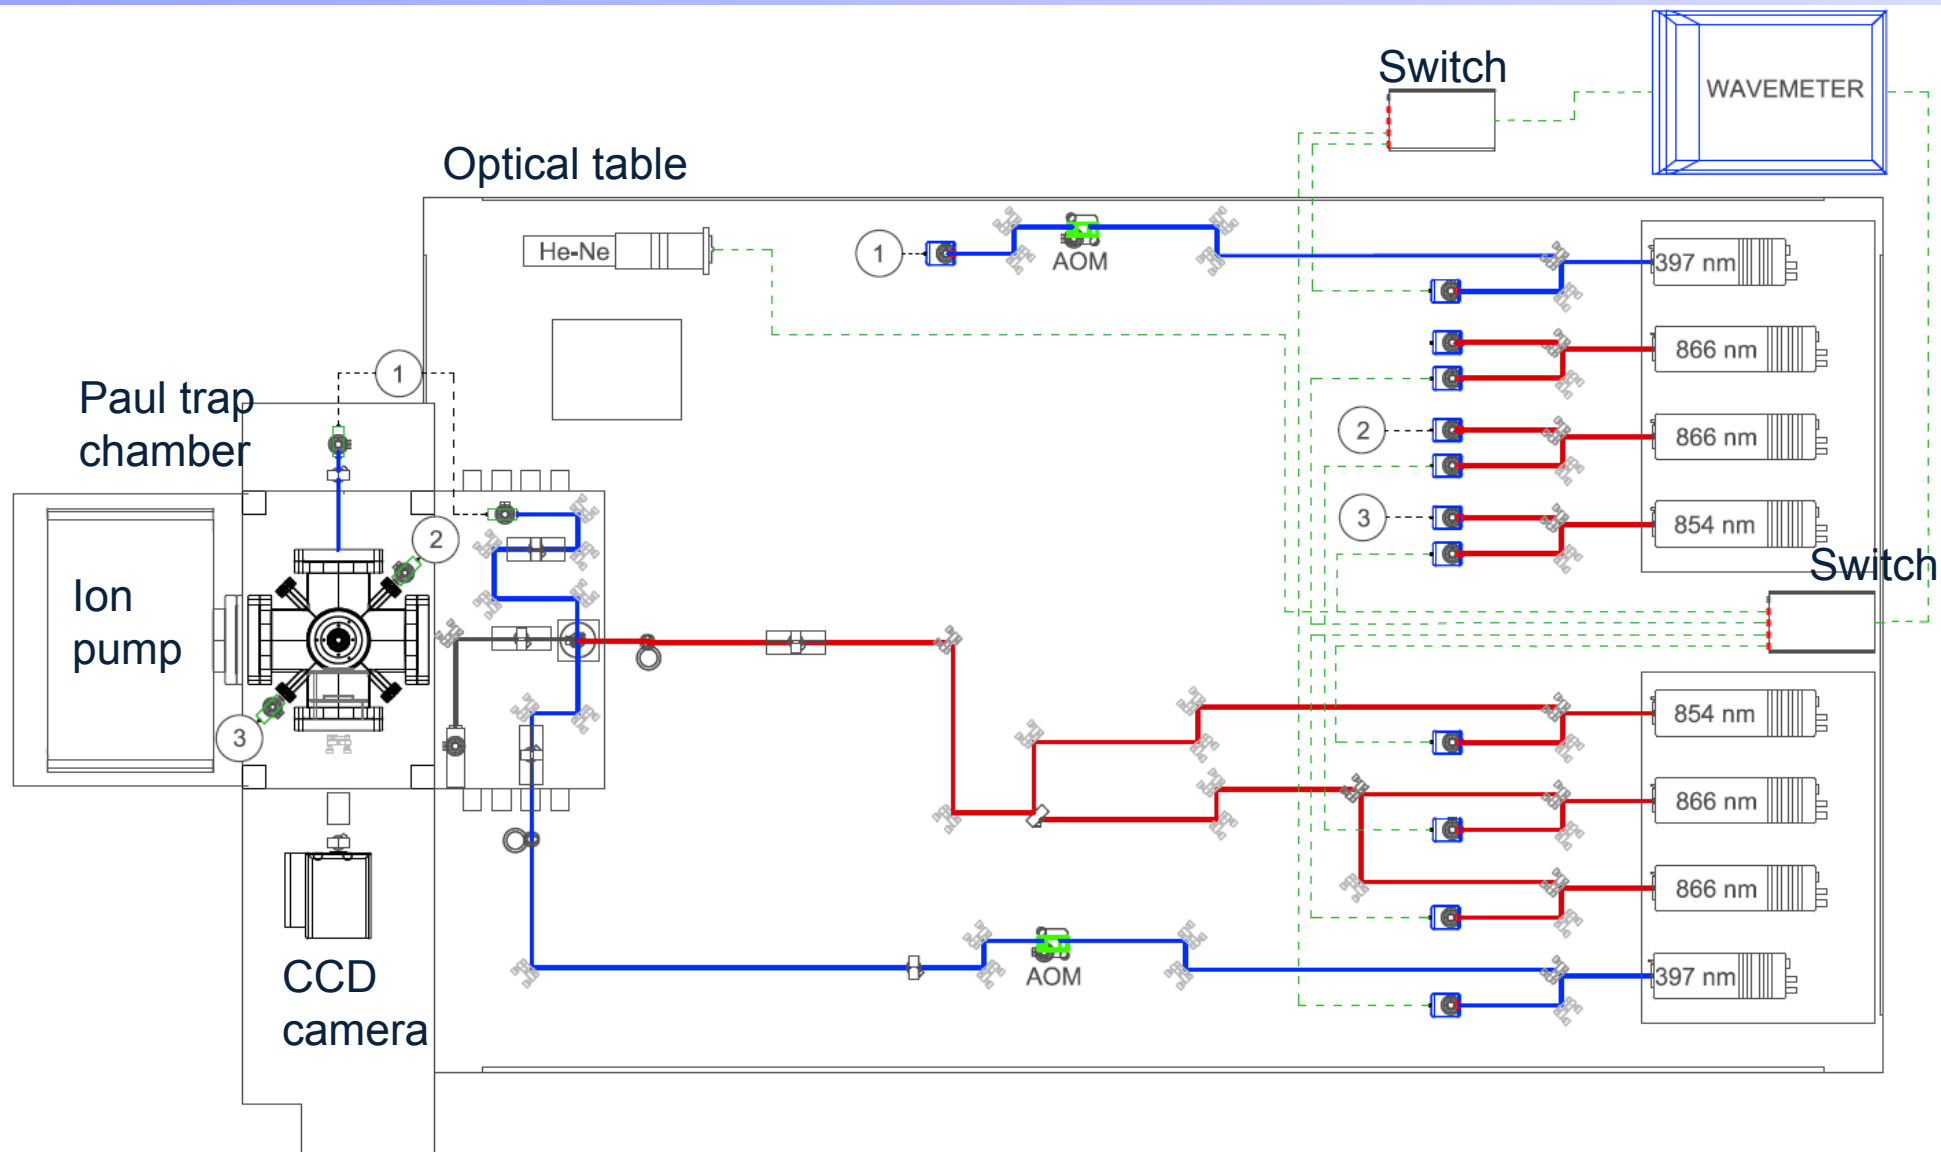 Switch
WAVEMETER
Optical table
He-Ne
1
AOM
397 nm
866 nm
1
Paul trap
chamber
2
866 nm
3
854 nm
2
Switch
Ion
pump
3
854 nm
866 nm
866 nm
CCD
camera
AOM
397 nm